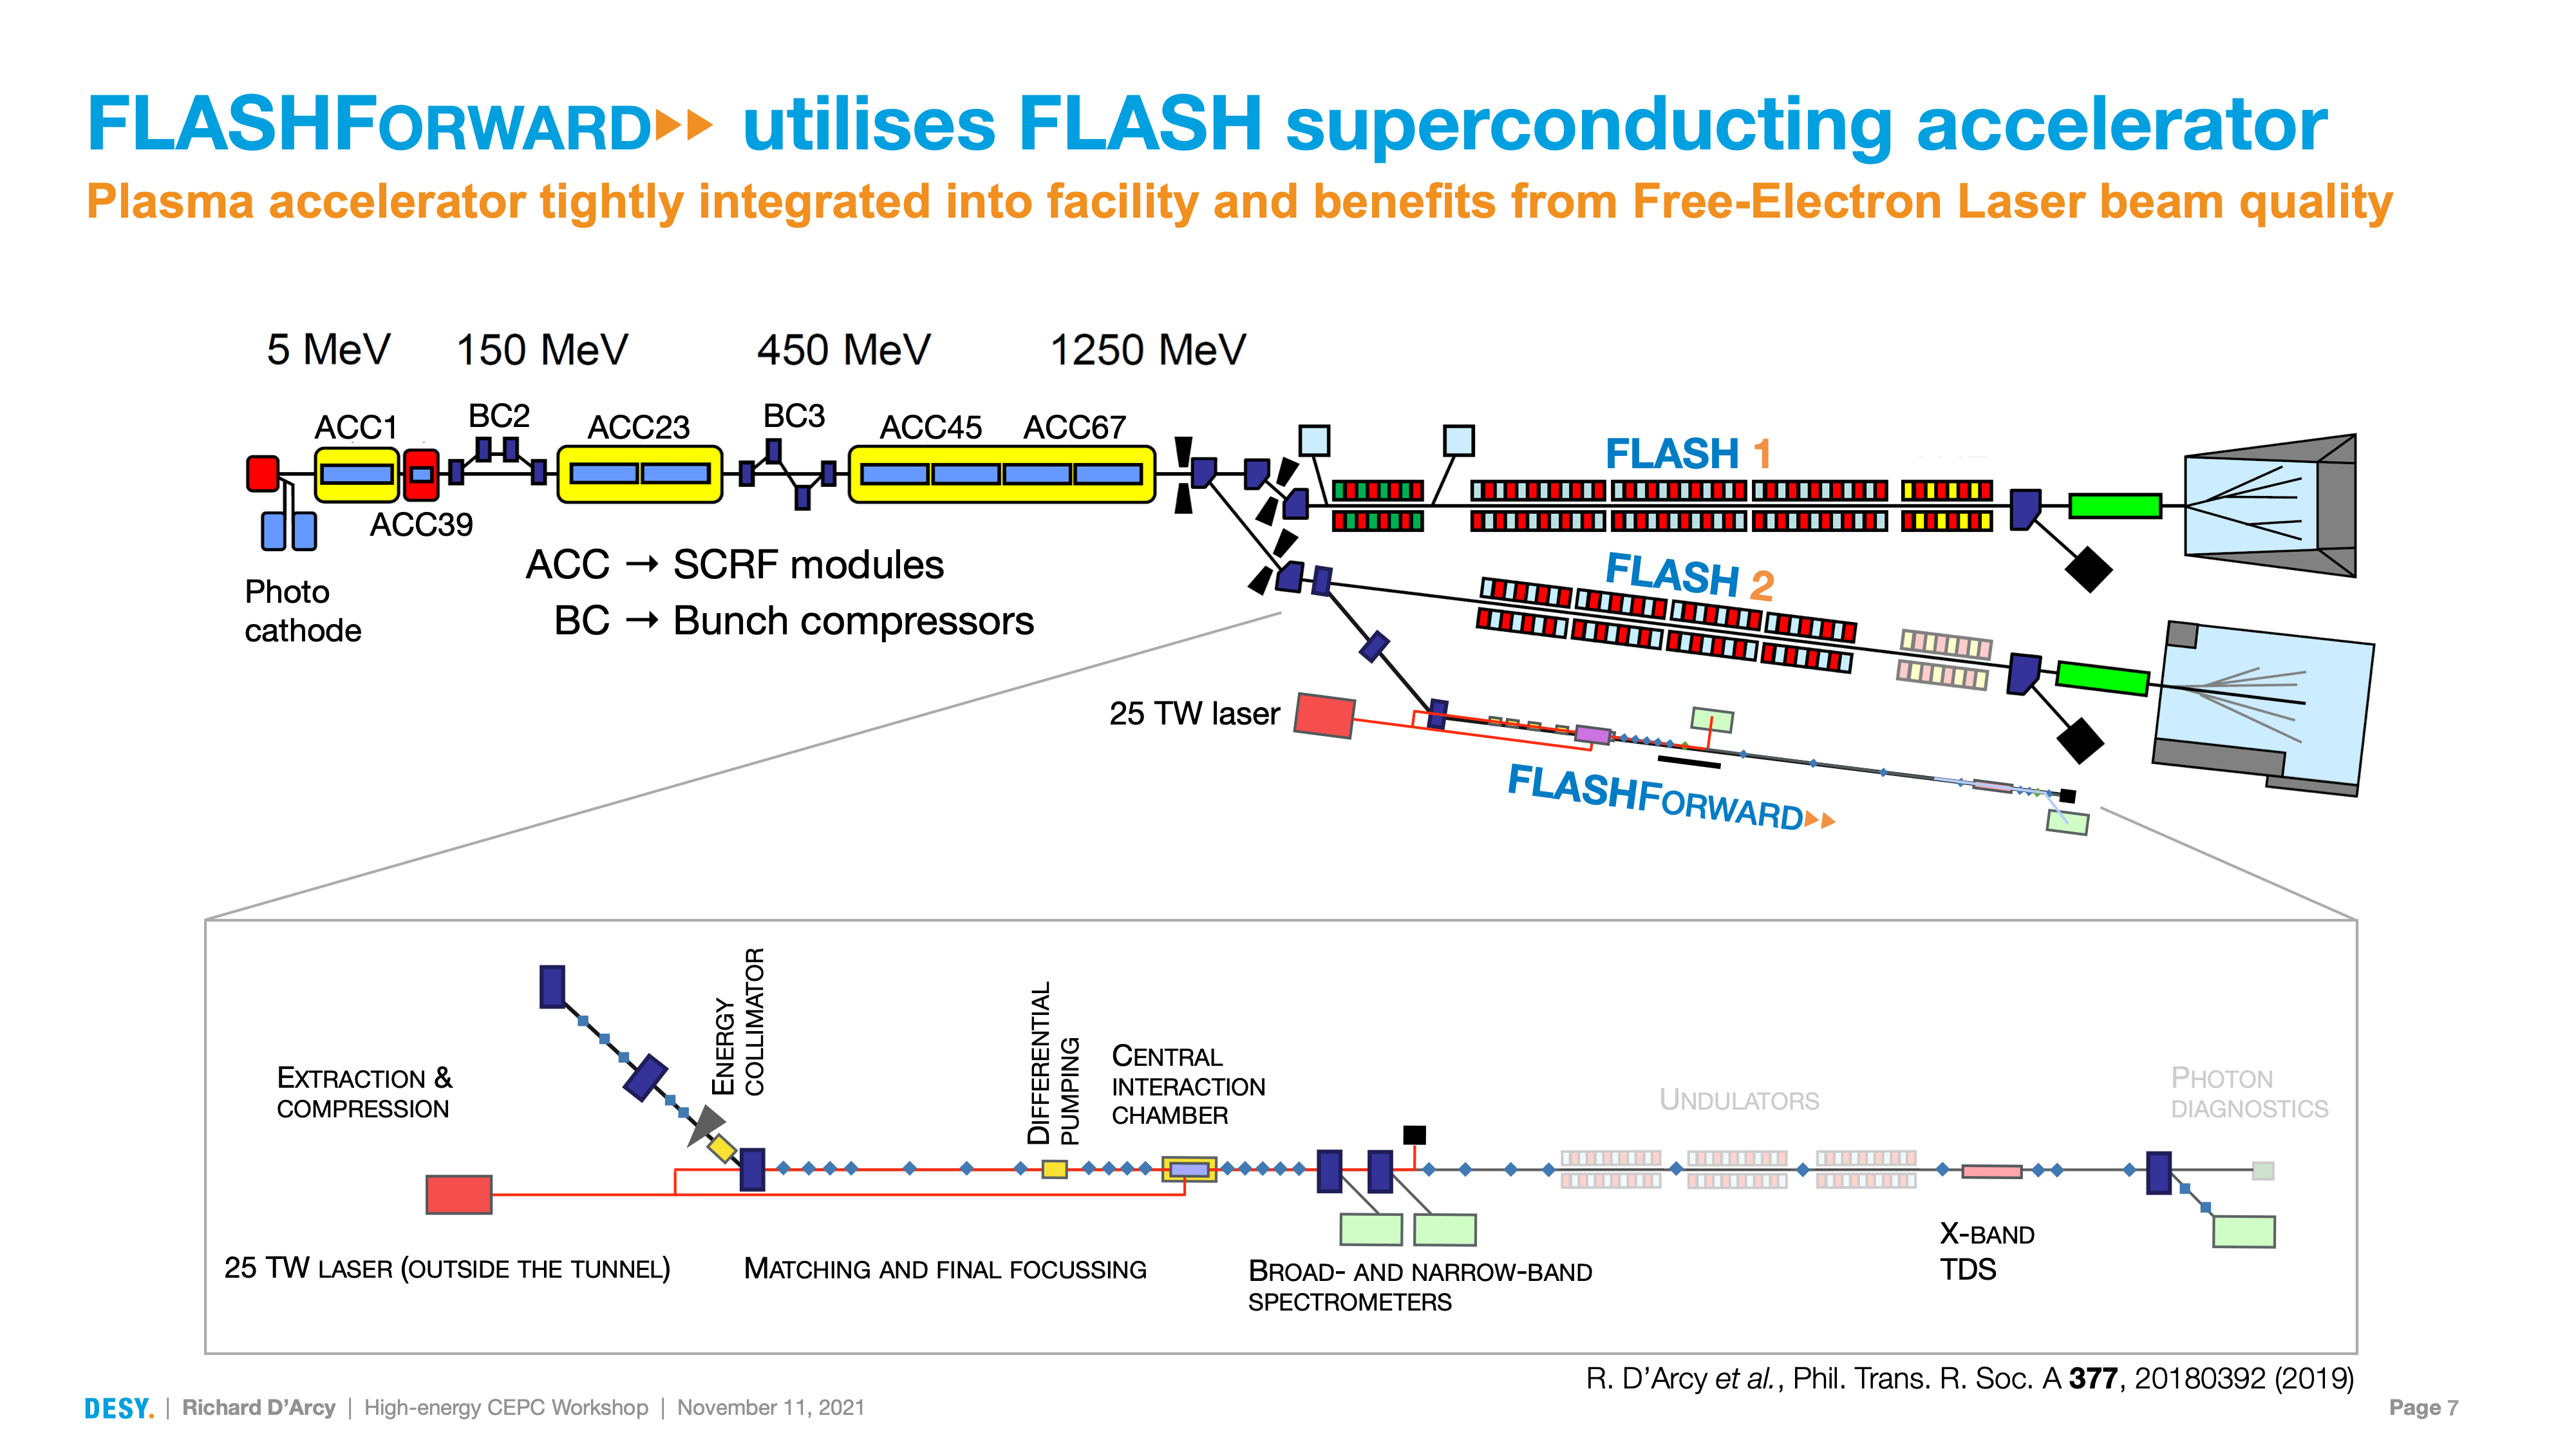 FLASHFORWARD▸▸ utilises FLASH superconducting accelerator
Plasma accelerator tightly integrated into facility and benefits from Free-Electron Laser beam quality
5 MeV 150 MeV 450 MeV 1250 MeV
ACC1 BC2 ACC23 BC3 ACC45 ACC67
ACC39
Photo
cathode
ACC → SCRF modules
BC → Bunch compressors
FLASH 1
FLASH 2
25 TW laser
FLASHFORWARD▸▸
EXTRACTION &
COMPRESSION
ENERGY
COLLIMATOR
DIFFERENTIAL
PUMPING
CENTRAL
INTERACTION
CHAMBER
UNDULATORS
PHOTON
DIAGNOSTICS
25 TW LASER (OUTSIDE THE TUNNEL)
MATCHING AND FINAL FOCUSSING
BROAD- AND NARROW-BAND
SPECTROMETERS
X-BAND
TDS
R. D'Arcy et al., Phil. Trans. R. Soc. A 377, 20180392 (2019)
DESY. | Richard D'Arcy | High-energy CEPC Workshop | November 11, 2021
Page 7